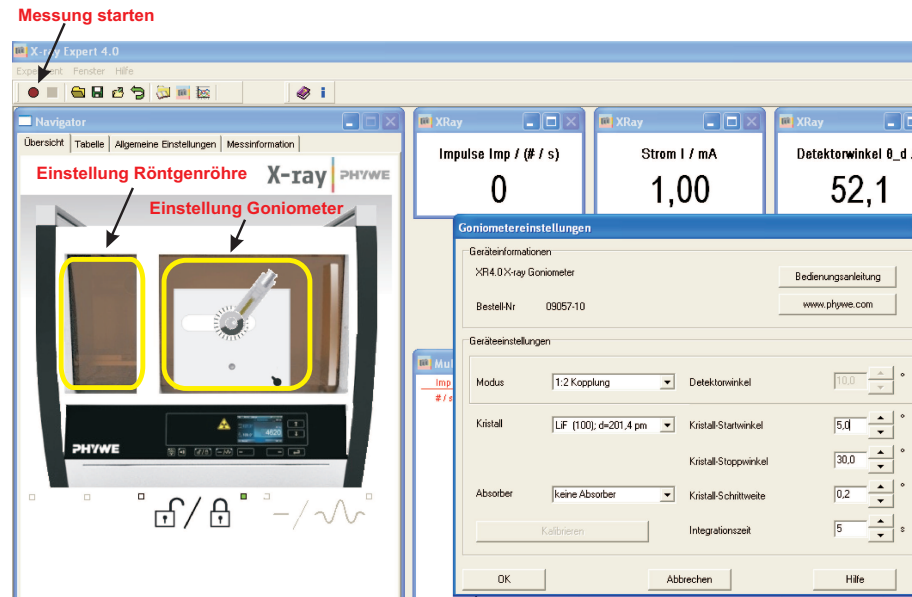 Messung starten
X-ray Expert 4.0
Experiment Fenster Hilfe
Navigator
Übersicht Tabelle Allgemeine Einstellungen Messinformation
Einstellung Röntgenröhre
X-ray PHYWE
Einstellung Goniometer
PHYWE
4620
XRay
Impulse Imp / (# / s)
0
XRay
Strom I / mA
1,00
XRay
Detektorwinkel θ_d
52,1
Mul
Imp
# / s
Goniometereinstellungen
Geräteinformationen
XR4.0 X-ray Goniometer
Bedienungsanleitung
Bestell-Nr 09057-10
www.phywe.com
Geräteeinstellungen
Modus 1:2 Kopplung Detektorwinkel 10,0 °
Kristall LiF (100); d=201,4 pm Kristall-Startwinkel 5,0 °
Kristall-Stoppwinkel 30,0 °
Absorber keine Absorber Kristall-Schrittweite 0,2 °
Kalibrieren Integrationszeit 5 s
OK Abbrechen Hilfe